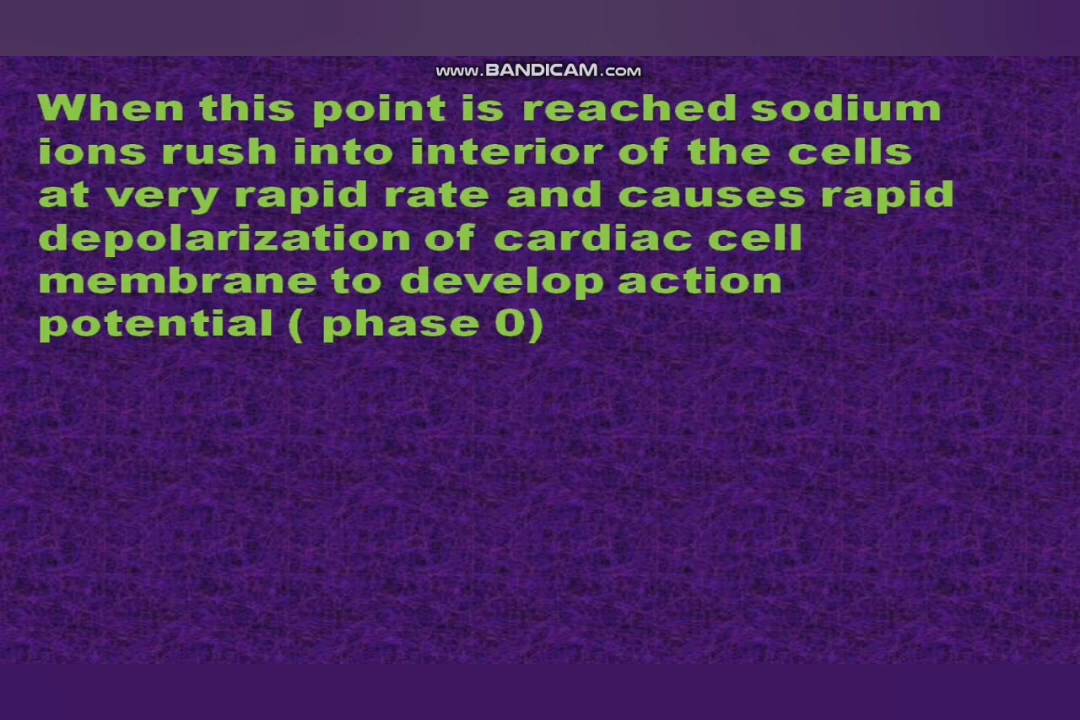 www.BANDICAM.com
When this point is reached sodium
ions rush into interior of the cells
at very rapid rate and causes rapid
depolarization of cardiac cell
membrane to develop action
potential ( phase 0)